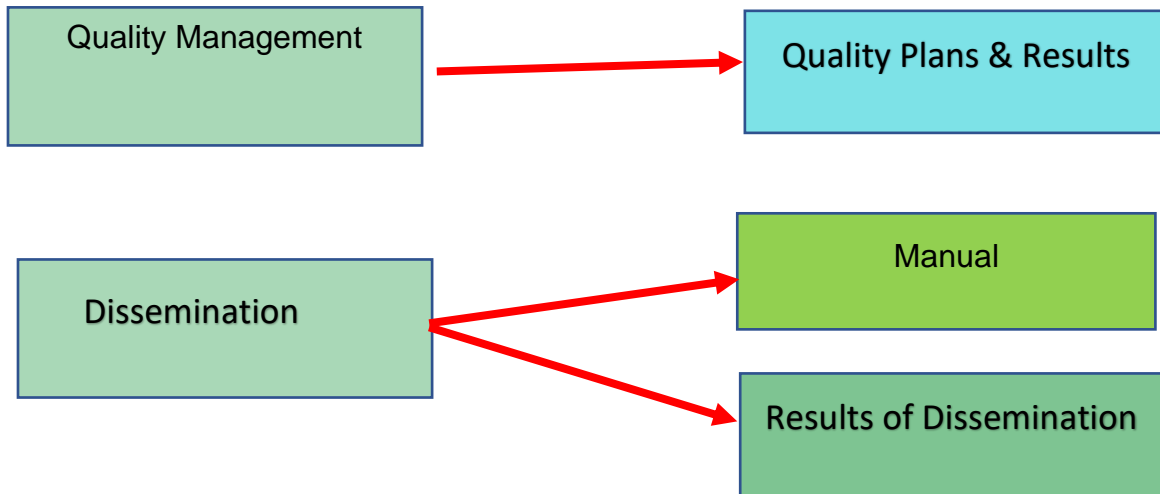 Quality Management
Quality Plans & Results
Manual
Dissemination
Results of Dissemination